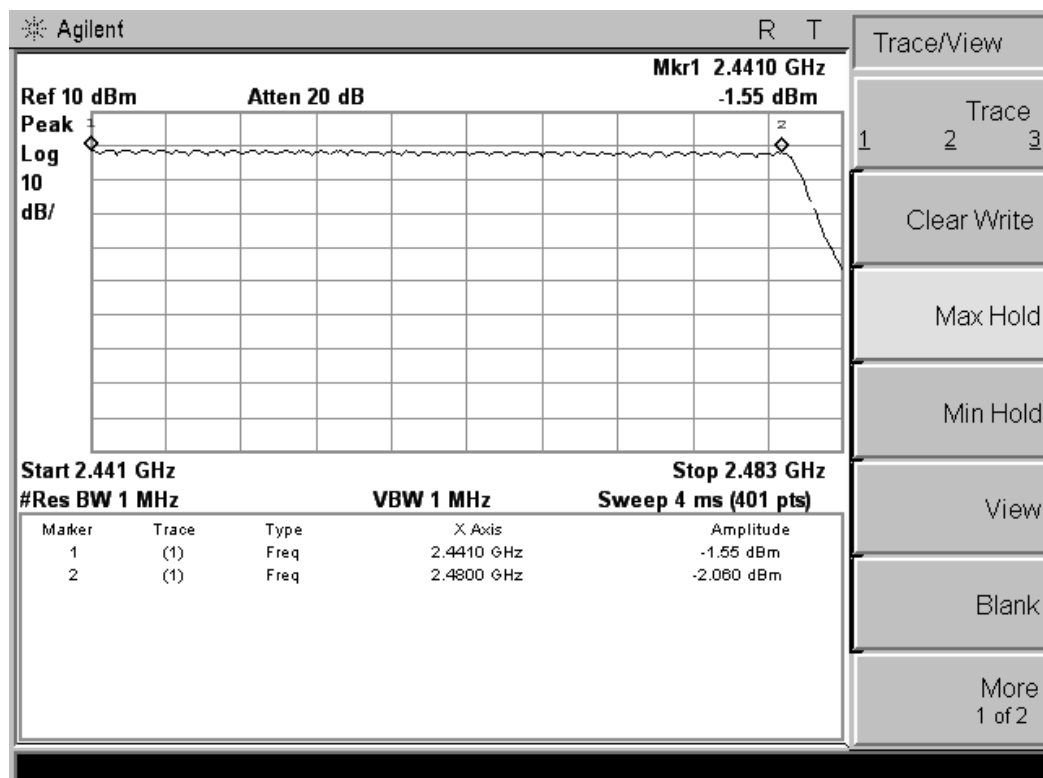 Agilent R T
Mkr1 2.4410 GHz
Ref 10 dBm Atten 20 dB -1.55 dBm
Peak
Log
10
dB/
1
2
Start 2.441 GHz Stop 2.483 GHz
#Res BW 1 MHz VBW 1 MHz Sweep 4 ms (401 pts)
Marker Trace Type X Axis Amplitude
1 (1) Freq 2.4410 GHz -1.55 dBm
2 (1) Freq 2.4800 GHz -2.060 dBm
Trace/View
Trace
1 2 3
Clear Write
Max Hold
Min Hold
View
Blank
More
1 of 2